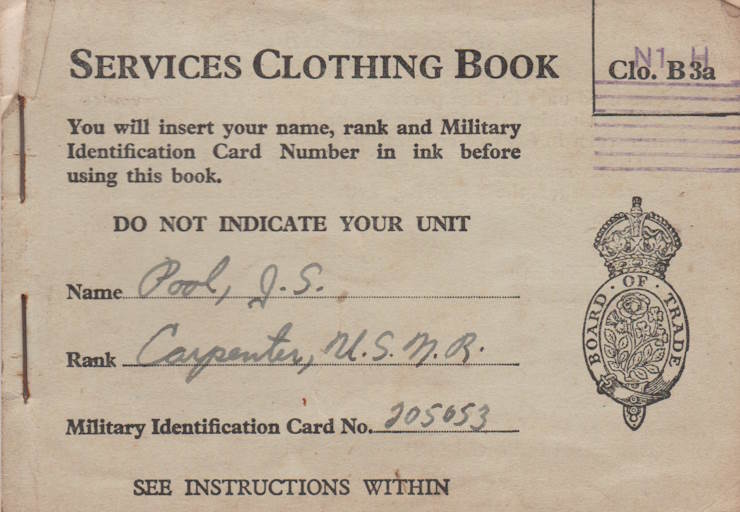 SERVICES CLOTHING BOOK
N1 H
Clo. B3a
You will insert your name, rank and Military
Identification Card Number in ink before
using this book.
DO NOT INDICATE YOUR UNIT
Name Pool, J.S.
Rank Carpenter, U.S.N.R.
Military Identification Card No. 205653
SEE INSTRUCTIONS WITHIN
BOARD · OF · TRADE